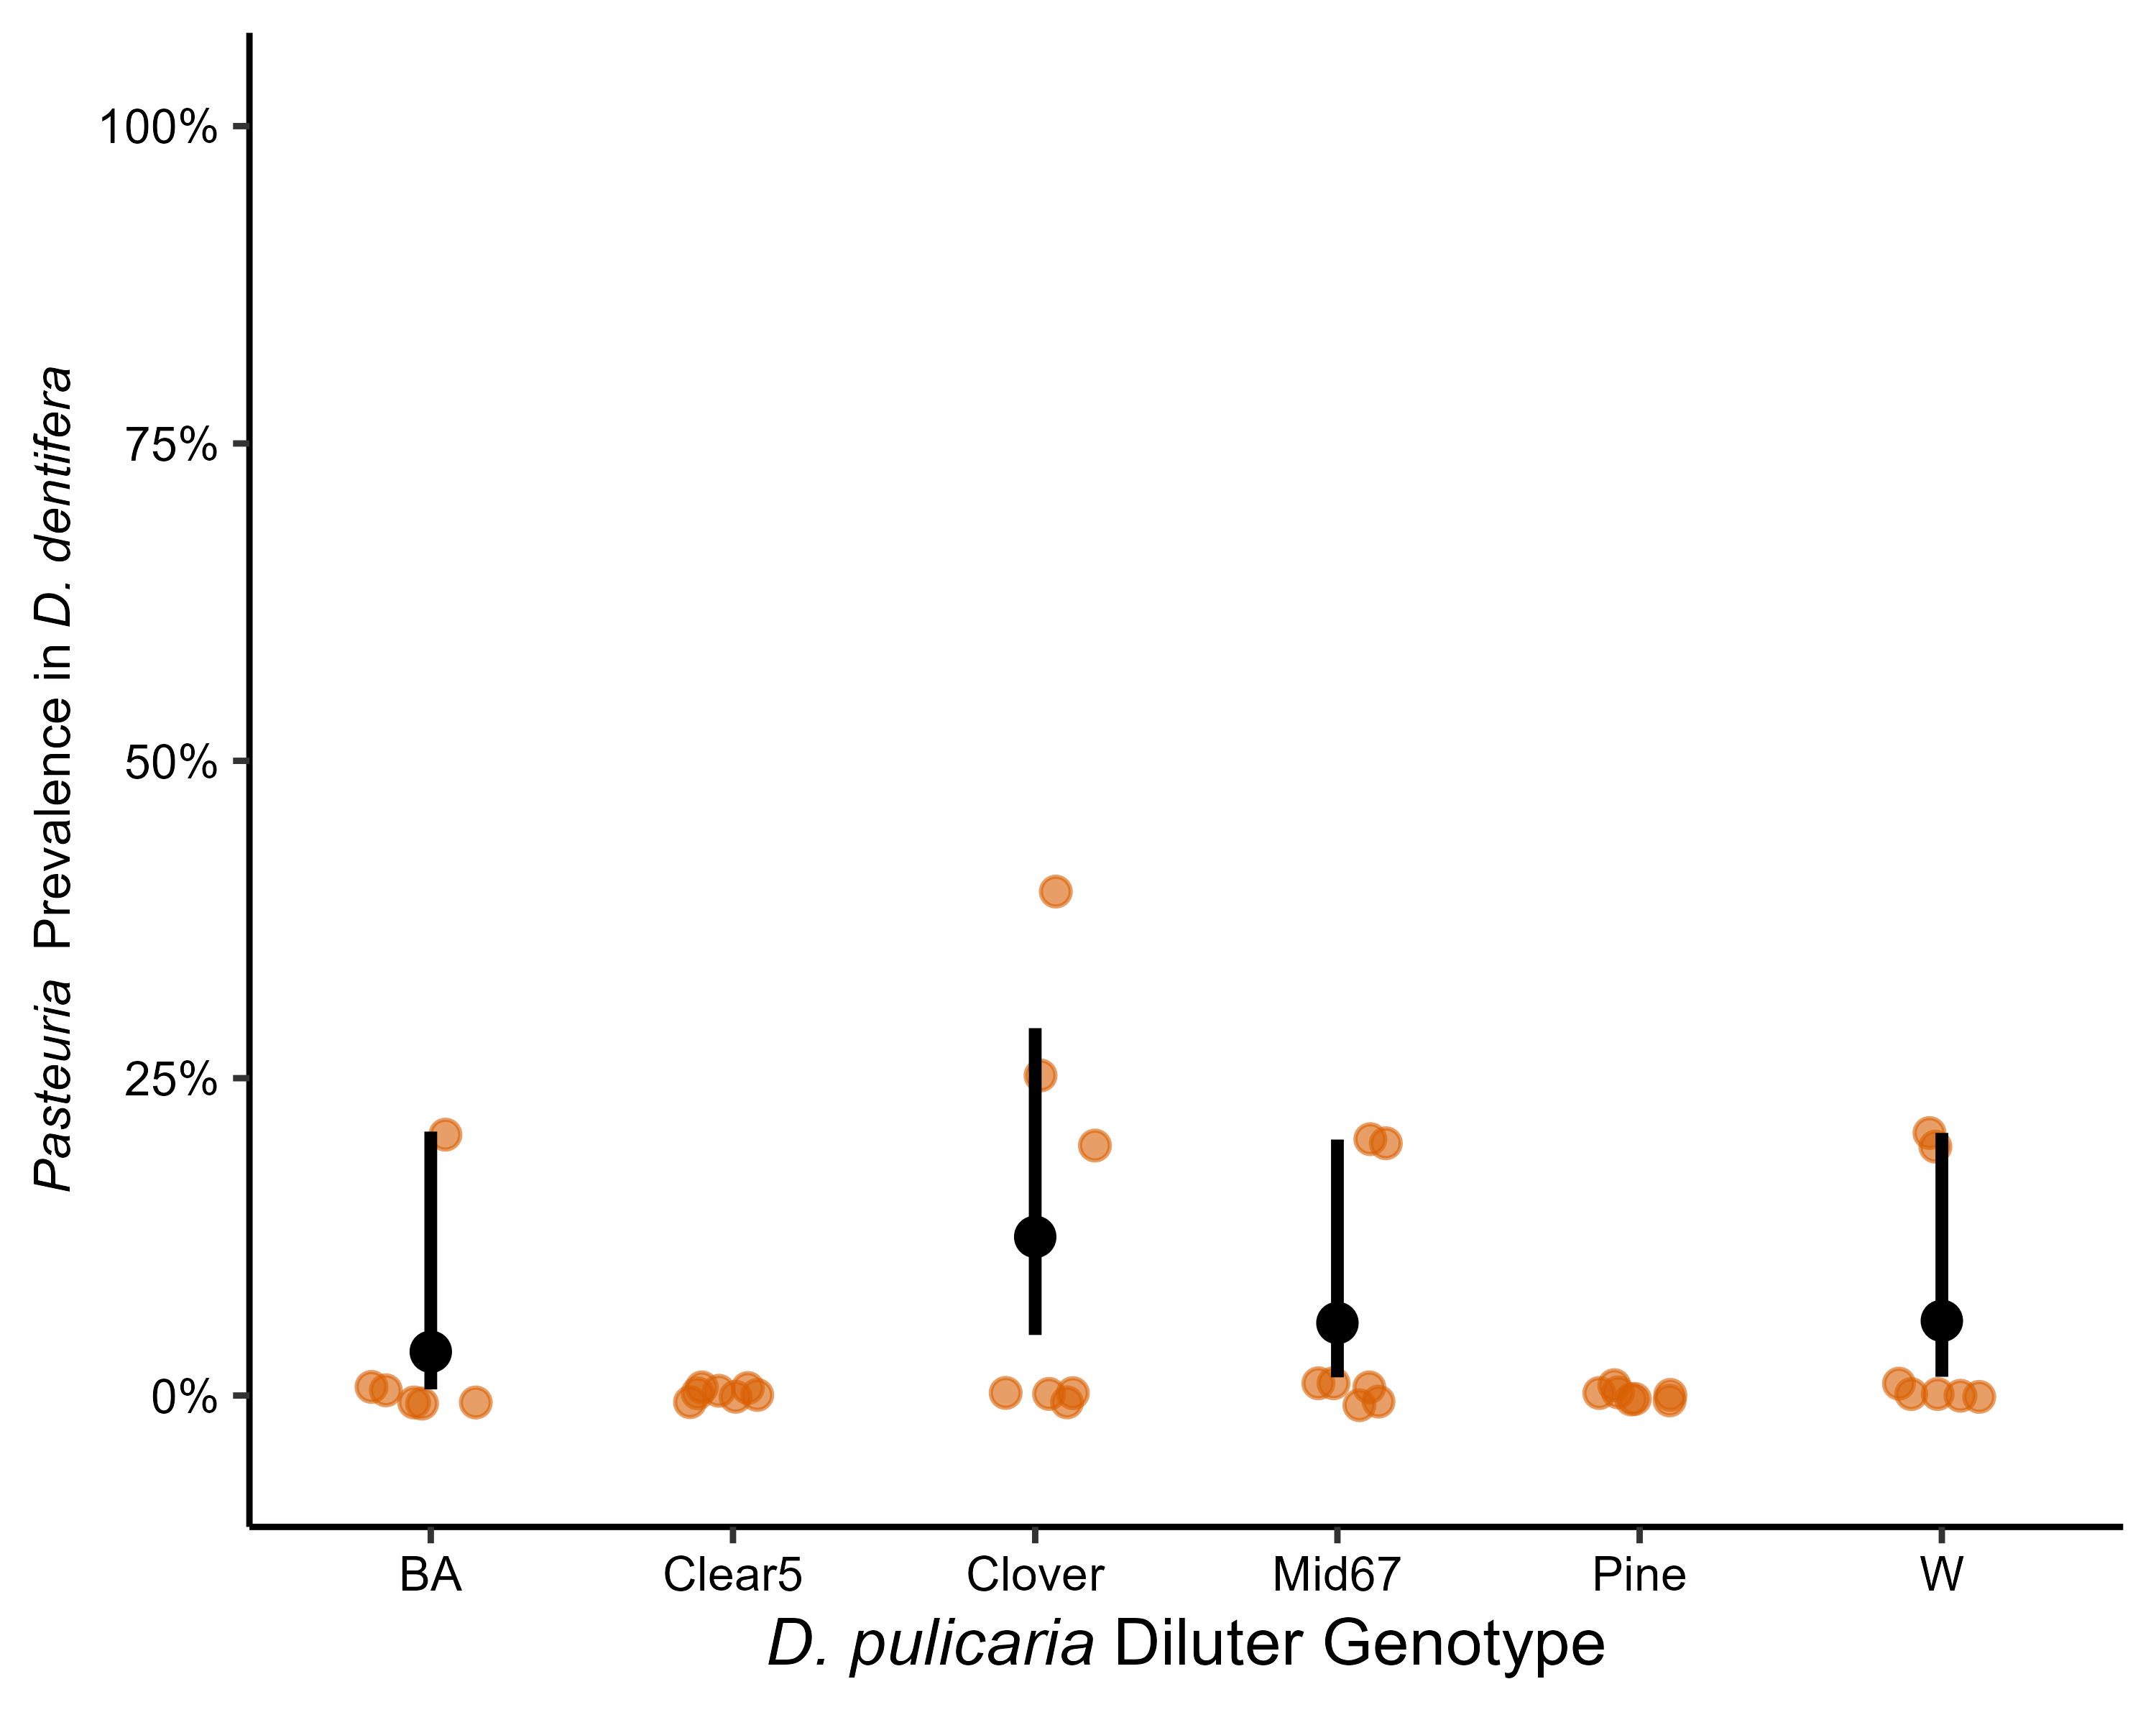 Pasteuria Prevalence in D. dentifera
100%
75%
50%
25%
0%
BA Clear5 Clover Mid67 Pine W
D. pulicaria Diluter Genotype